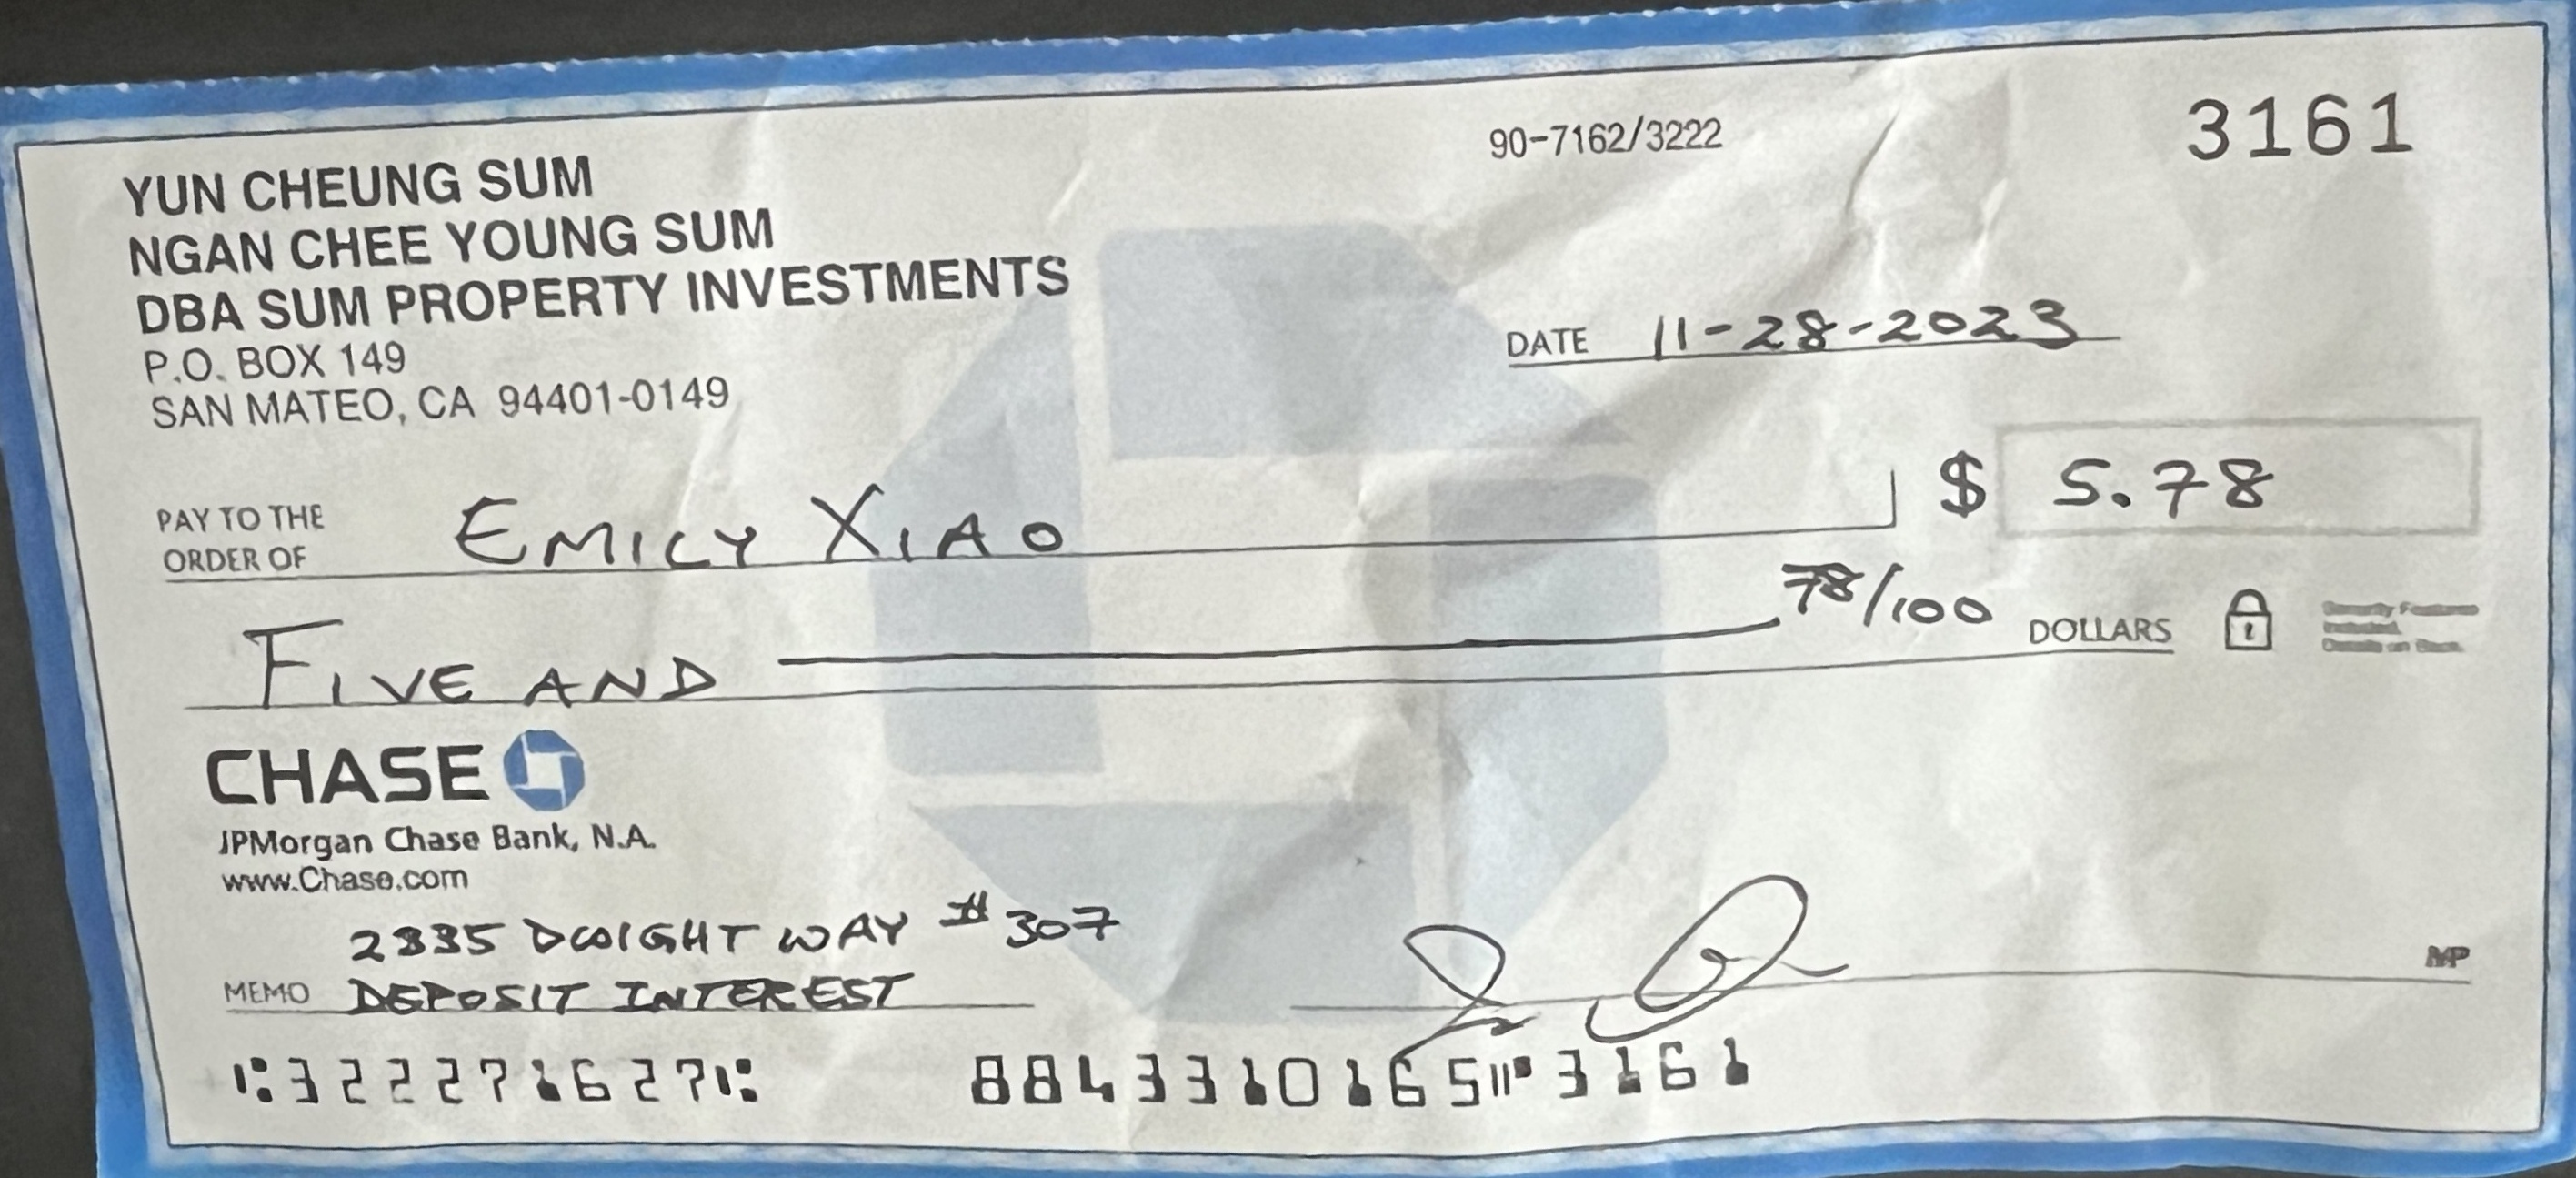 90-7162/3222
3161
YUN CHEUNG SUM
NGAN CHEE YOUNG SUM
DBA SUM PROPERTY INVESTMENTS
P.O. BOX 149
SAN MATEO, CA 94401-0149
DATE 11-28-2023
PAY TO THE ORDER OF EMILY XIAO $ 5.78
FIVE AND 78/100 DOLLARS
Security Features
Included.
Details on Back.
CHASE
JPMorgan Chase Bank, N.A.
www.Chase.com
2335 DWIGHT WAY #307
MEMO DEPOSIT INTEREST
MP
⑆322271627⑆ 8843310165⑈3161